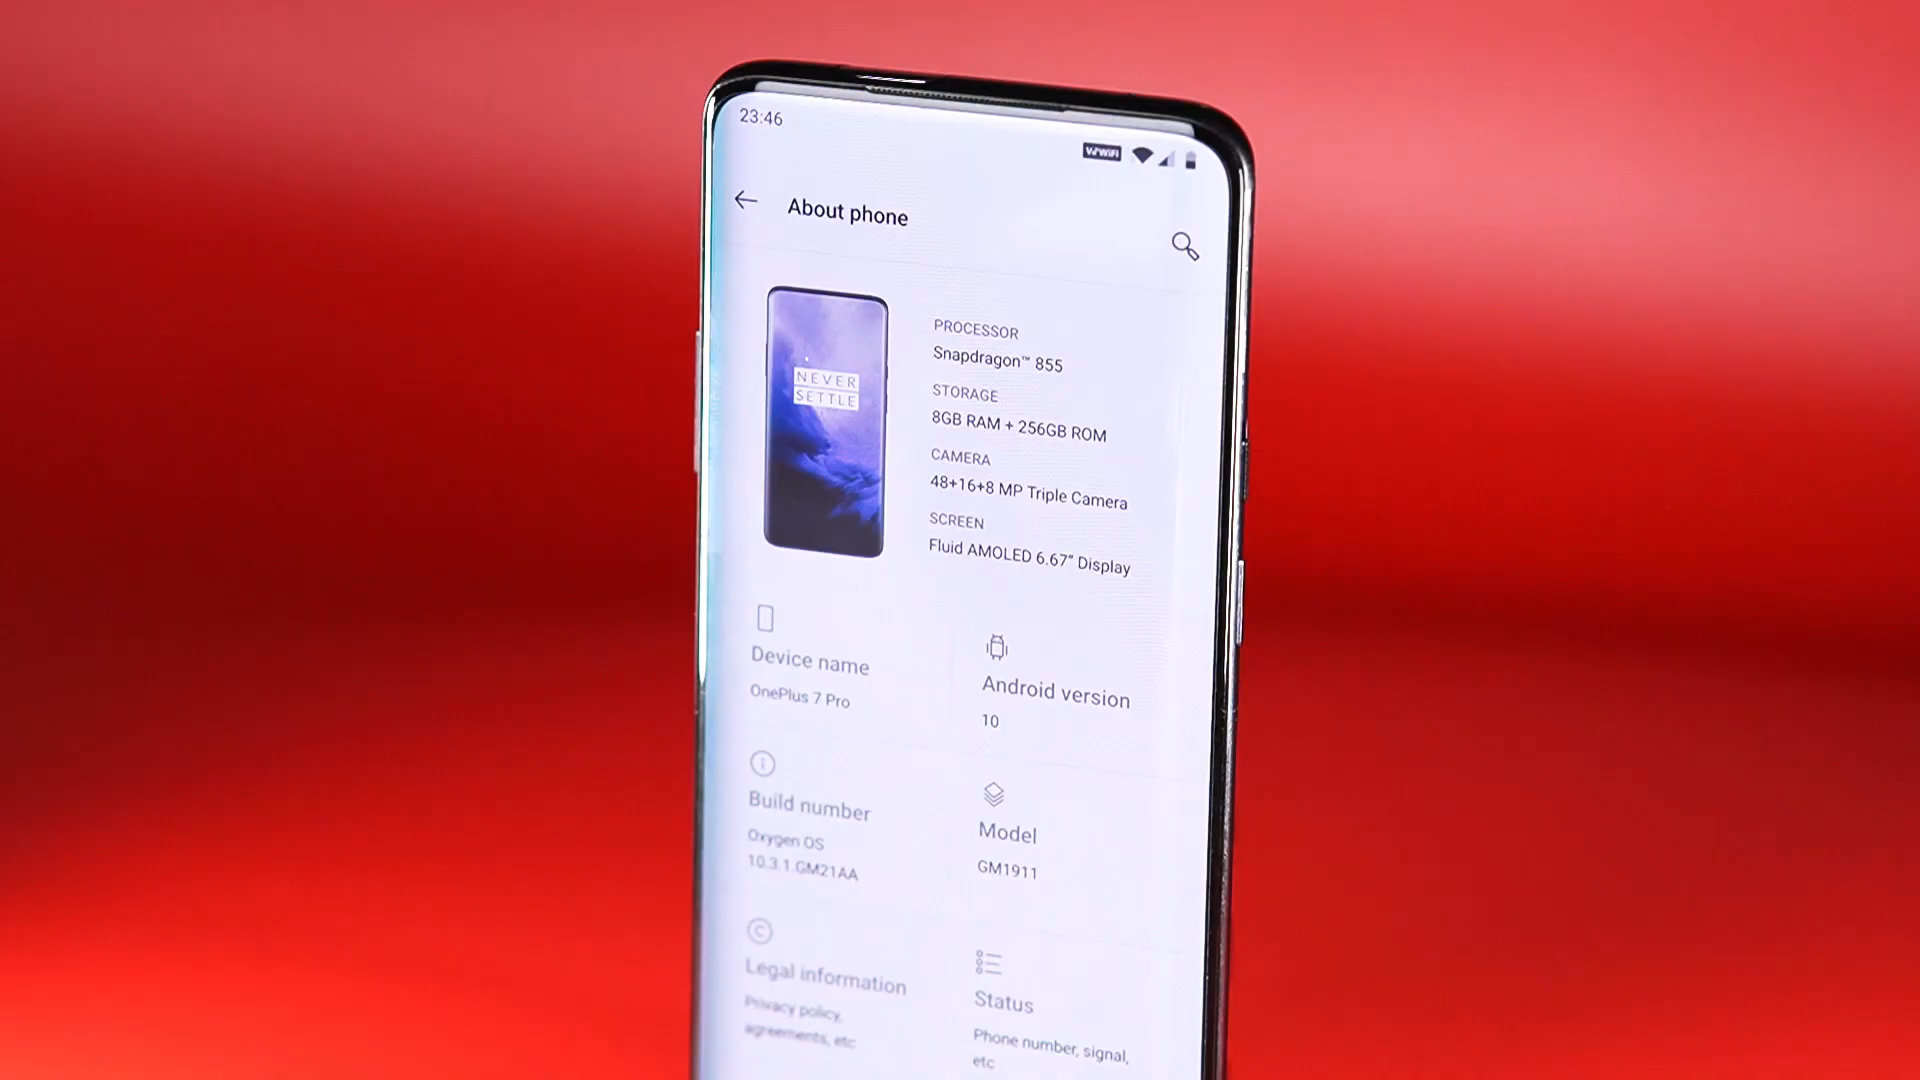 23:46
VoWiFi
About phone
NEVER
SETTLE
PROCESSOR
Snapdragon™ 855
STORAGE
8GB RAM + 256GB ROM
CAMERA
48+16+8 MP Triple Camera
SCREEN
Fluid AMOLED 6.67” Display
Device name
OnePlus 7 Pro
Android version
10
Build number
Oxygen OS
10.3.1.GM21AA
Model
GM1911
Legal information
Privacy policy,
agreements, etc
Status
Phone number, signal,
etc